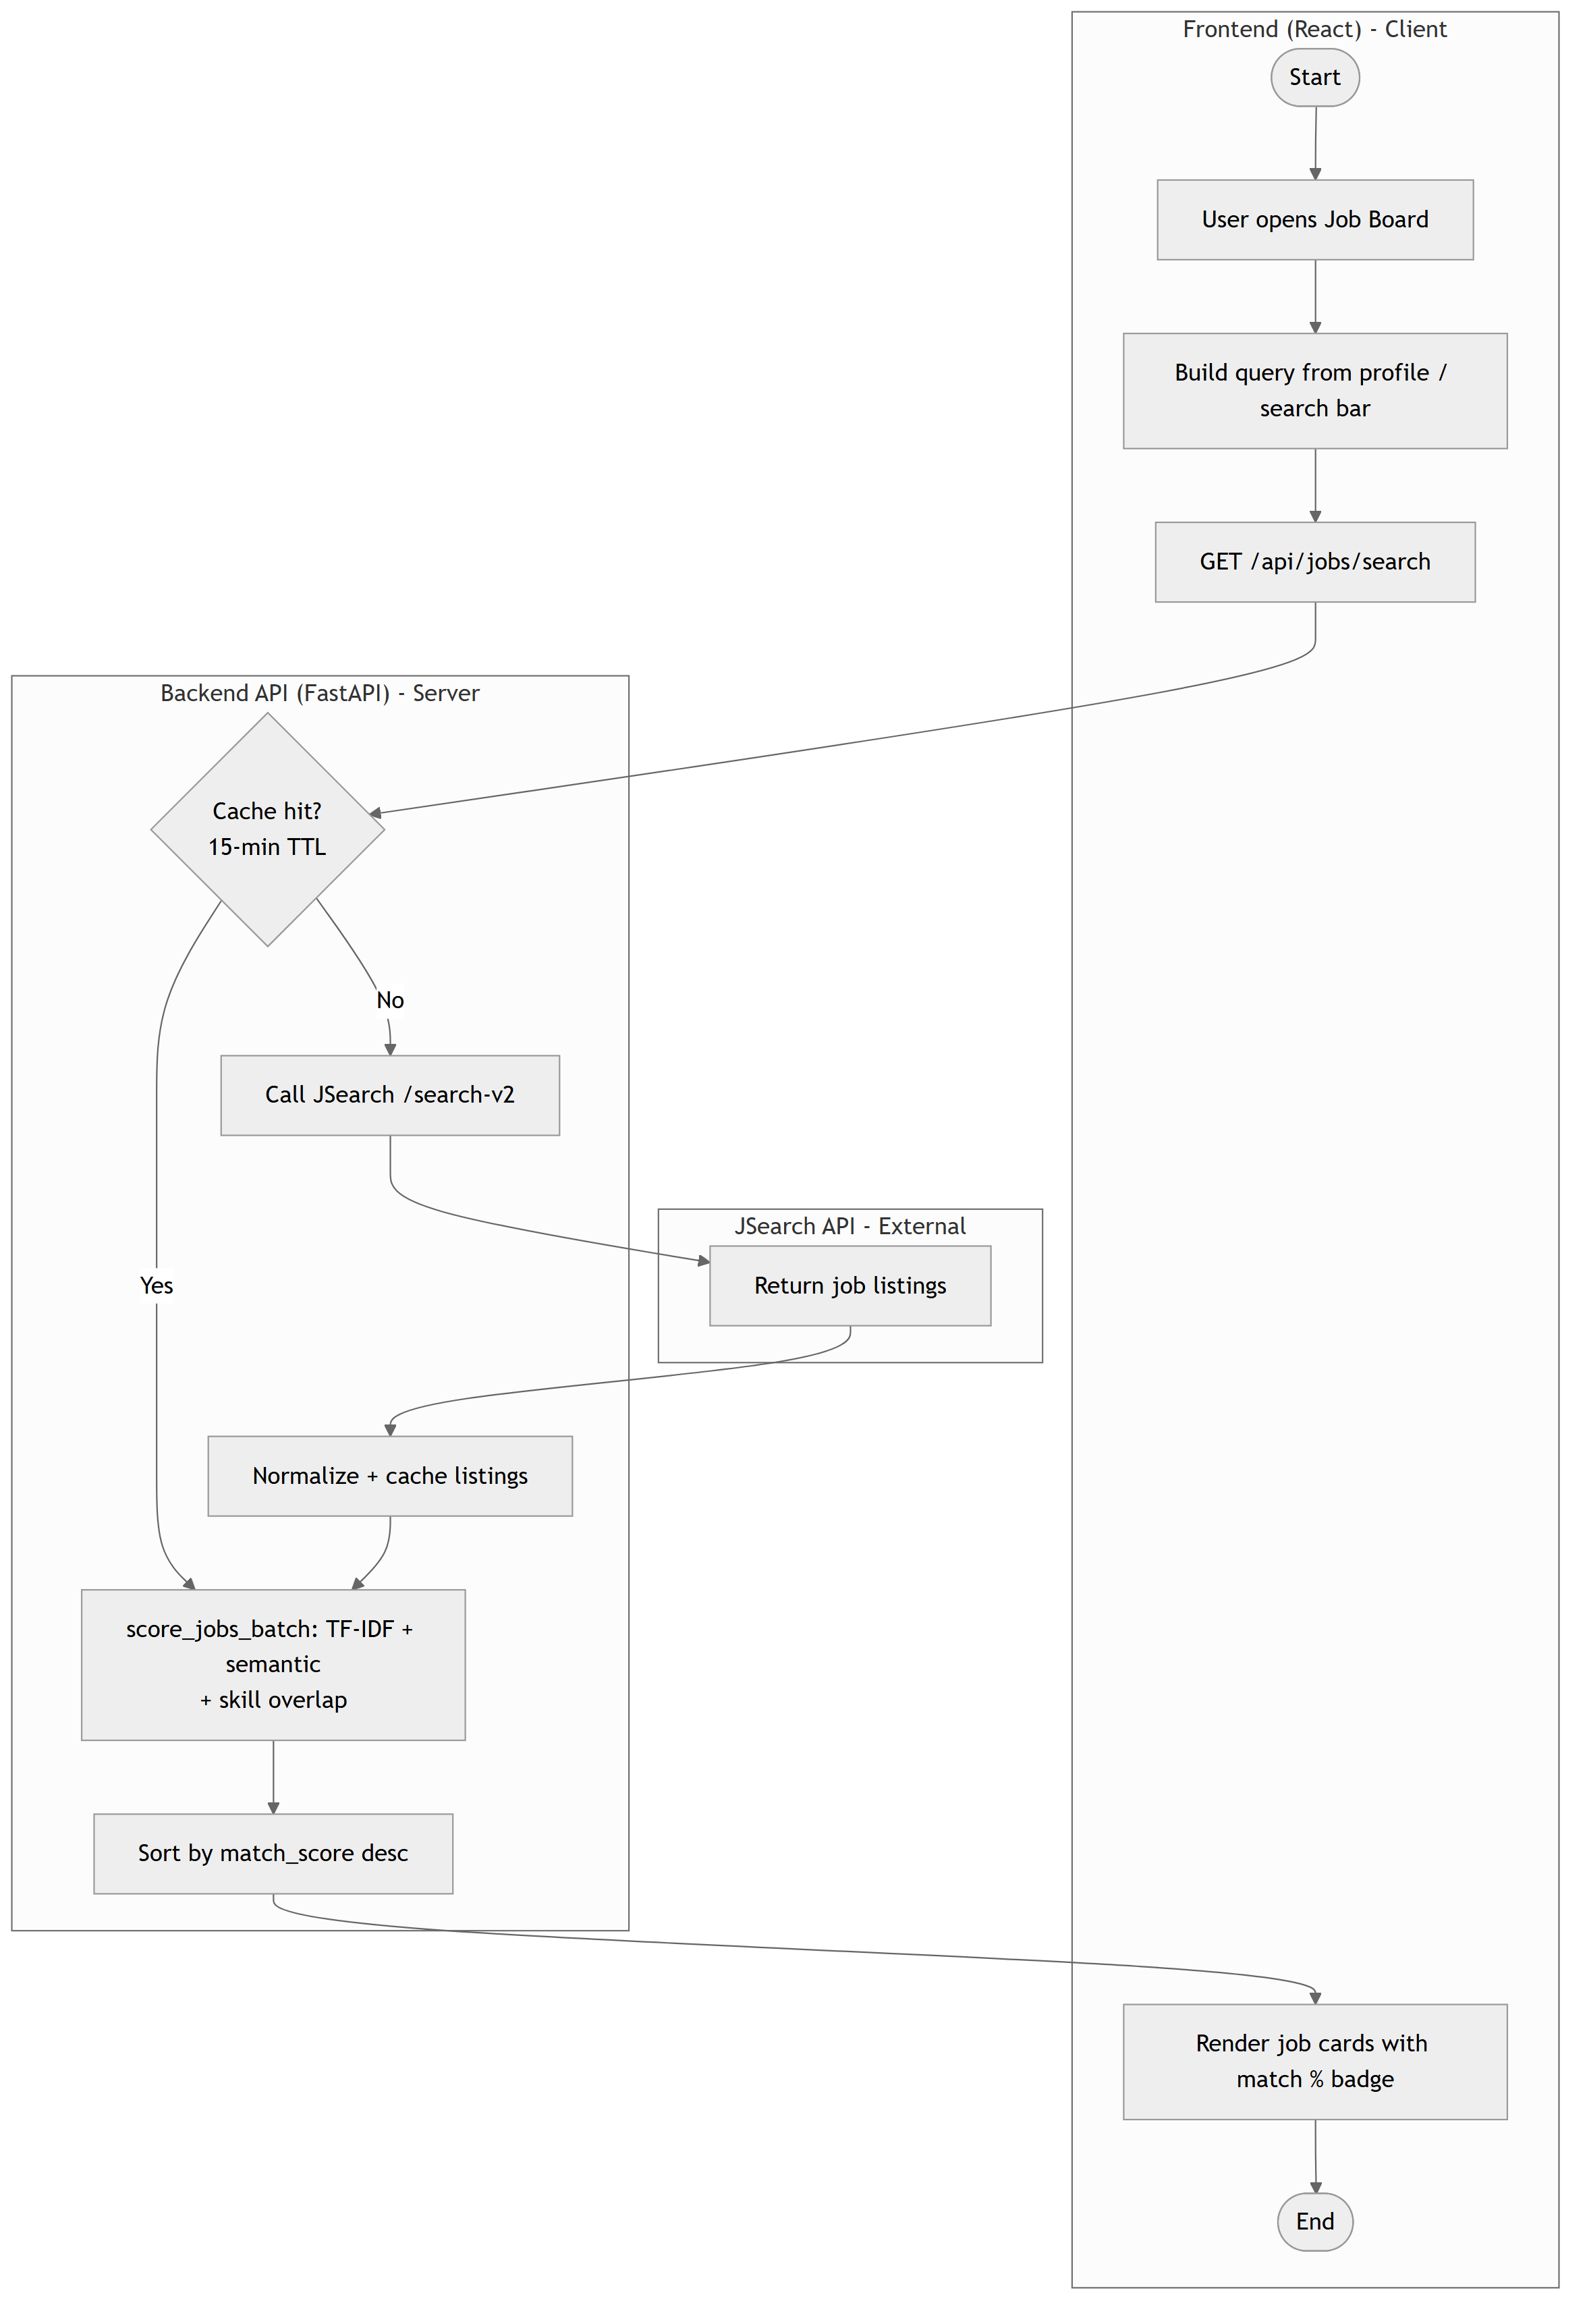 Frontend (React) - Client
Start
User opens Job Board
Build query from profile /
search bar
GET /api/jobs/search
Backend API (FastAPI) - Server
Cache hit?
15-min TTL
No
Call JSearch /search-v2
JSearch API - External
Return job listings
Yes
Normalize + cache listings
score_jobs_batch: TF-IDF +
semantic
+ skill overlap
Sort by match_score desc
Render job cards with
match % badge
End